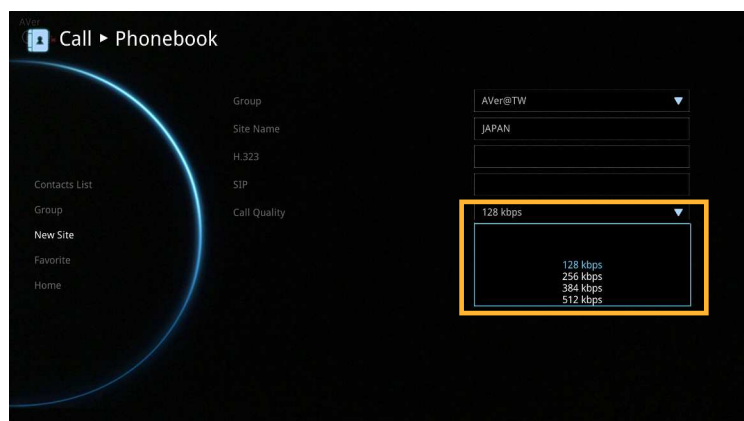 AVer
Call ▸ Phonebook
Group
AVer@TW
Site Name
JAPAN
H.323
SIP
Call Quality
128 kbps
128 kbps
256 kbps
384 kbps
512 kbps
Contacts List
Group
New Site
Favorite
Home